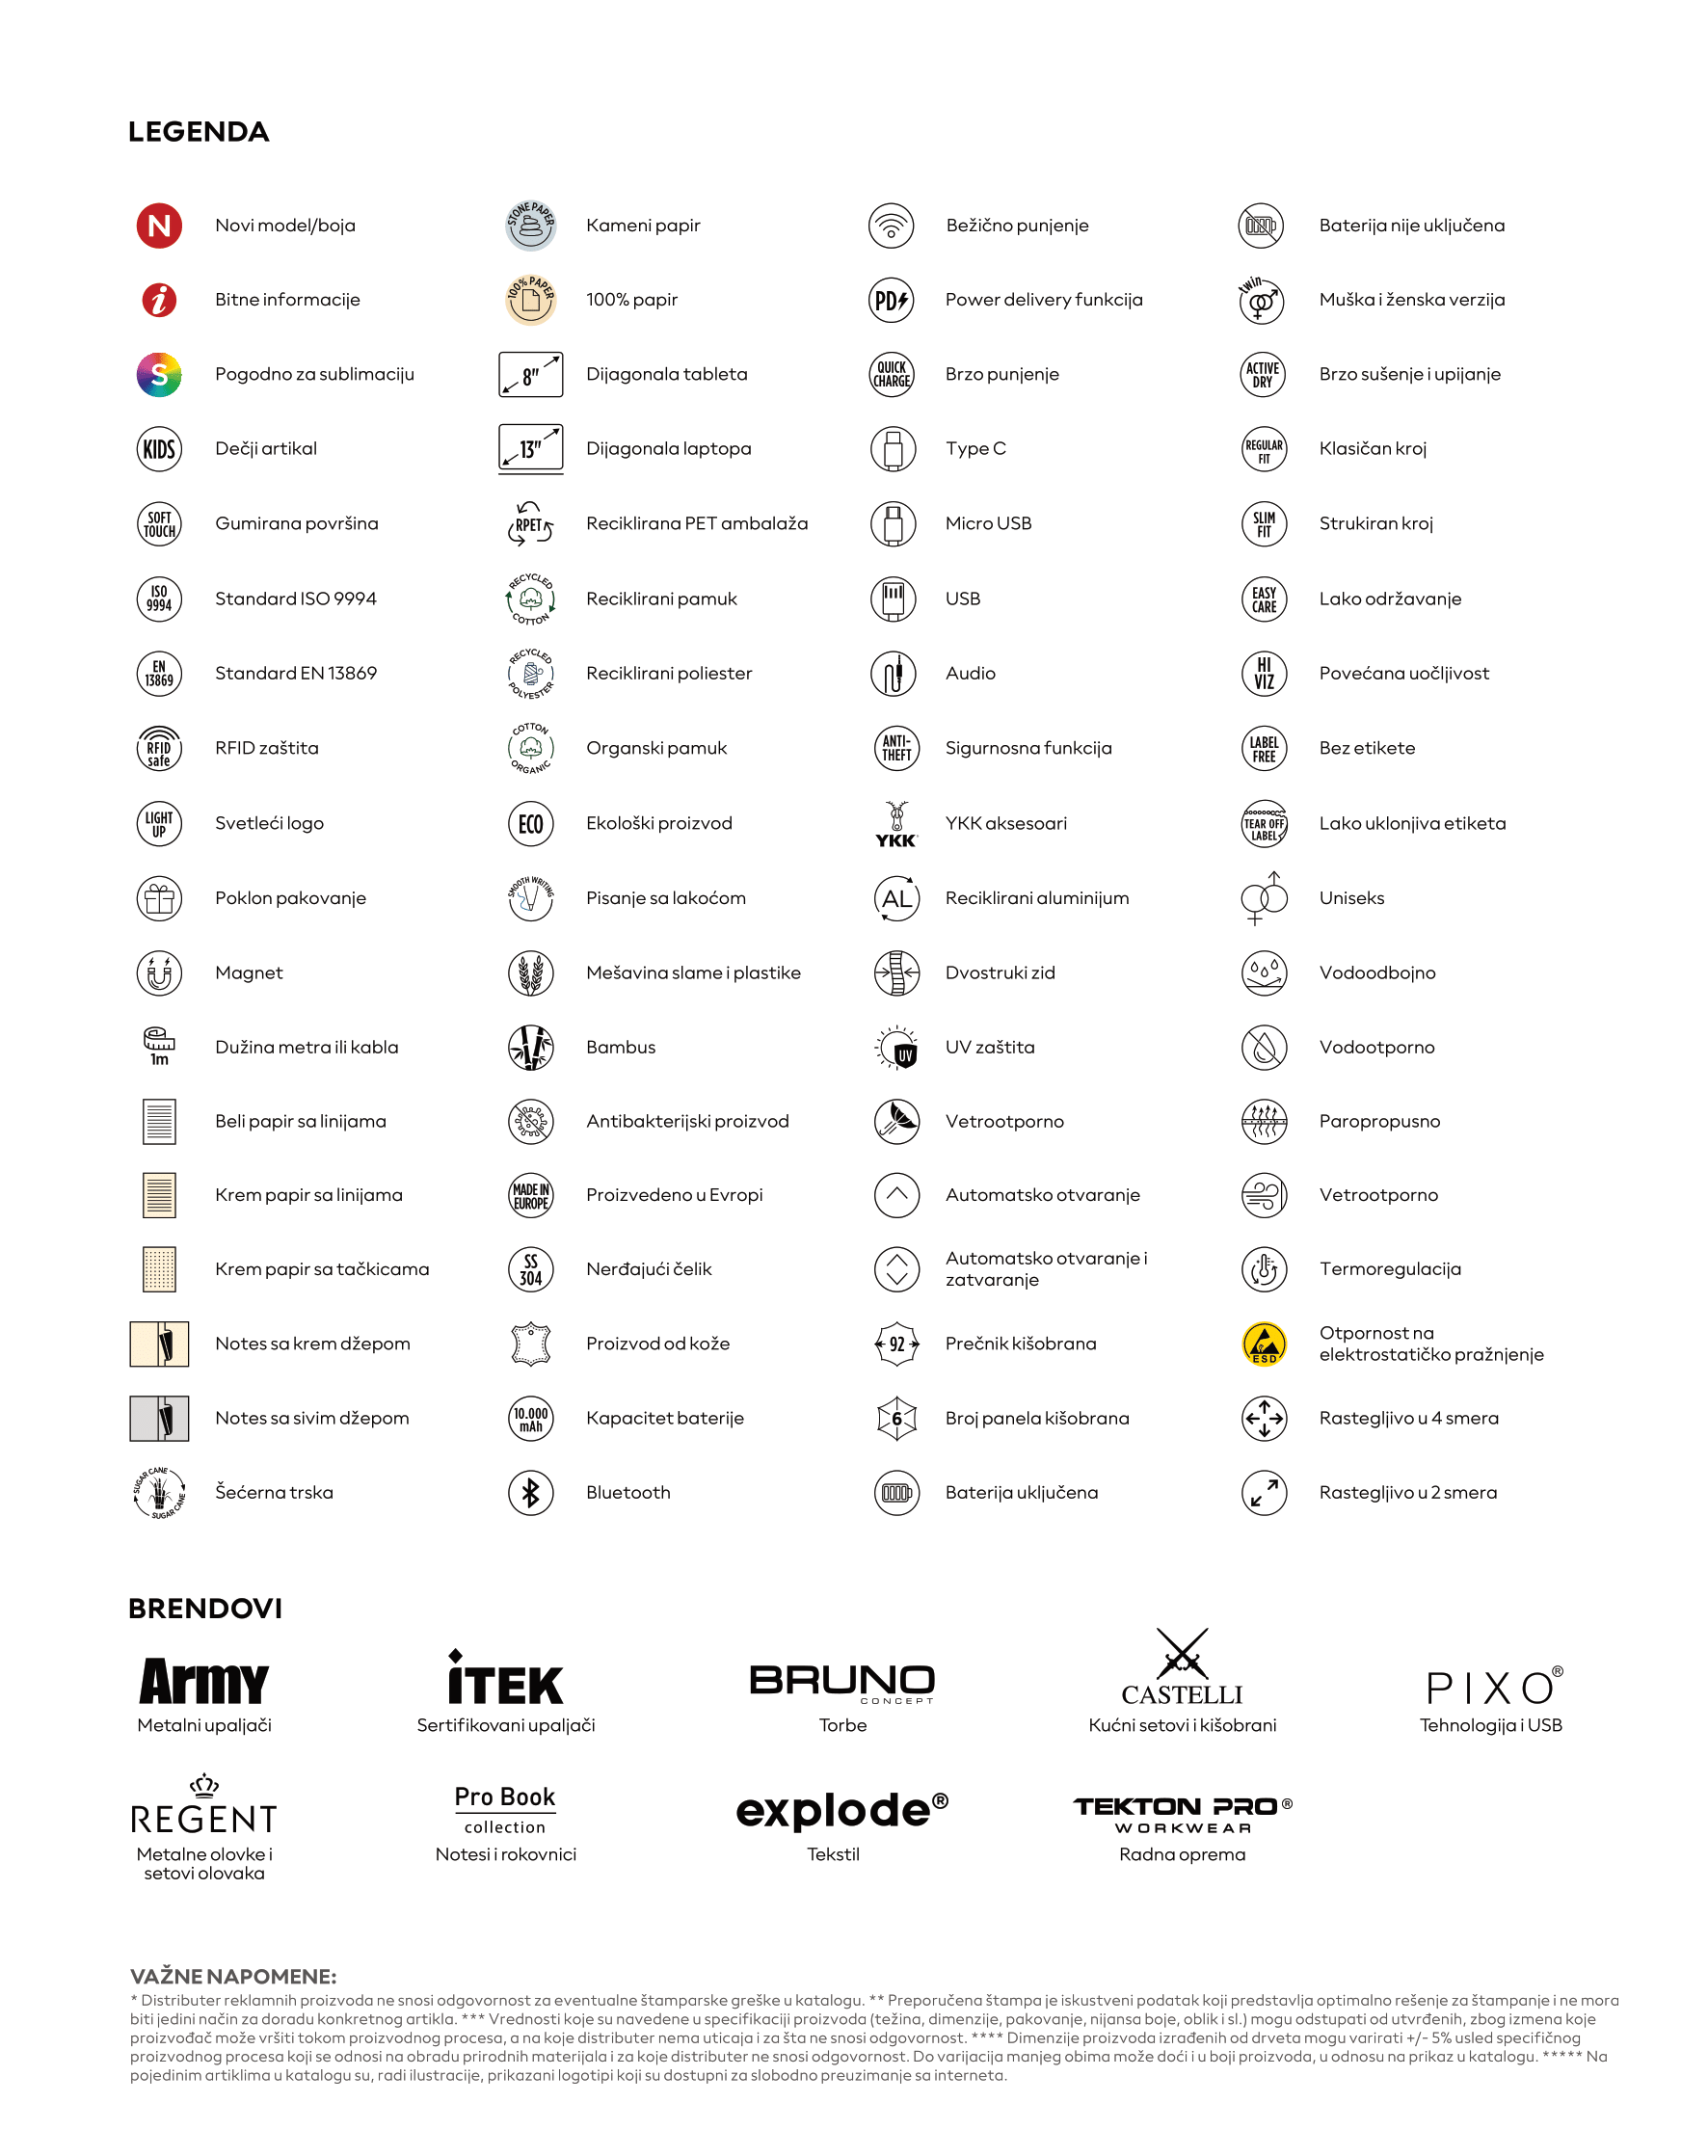 LEGENDA
N Novi model/boja
STONE PAPER Kameni papir
Bežično punjenje
Baterija nije uključena
i Bitne informacije
100% PAPER 100% papir
PD Power delivery funkcija
twin Muška i ženska verzija
S Pogodno za sublimaciju
8" Dijagonala tableta
QUICK CHARGE Brzo punjenje
ACTIVE DRY Brzo sušenje i upijanje
KIDS Dečji artikal
13" Dijagonala laptopa
Type C
REGULAR FIT Klasičan kroj
SOFT TOUCH Gumirana površina
RPET Reciklirana PET ambalaža
Micro USB
SLIM FIT Strukiran kroj
ISO 9994 Standard ISO 9994
RECYCLED COTTON Reciklirani pamuk
USB
EASY CARE Lako održavanje
EN 13869 Standard EN 13869
RECYCLED POLYESTER Reciklirani poliester
Audio
HI VIZ Povećana uočljivost
RFID safe RFID zaštita
COTTON ORGANIC Organski pamuk
ANTI-THEFT Sigurnosna funkcija
LABEL FREE Bez etikete
LIGHT UP Svetleći logo
ECO Ekološki proizvod
YKK YKK aksesoari
TEAR OFF LABEL Lako uklonjiva etiketa
Poklon pakovanje
SMOOTH WRITING Pisanje sa lakoćom
AL Reciklirani aluminijum
Uniseks
Magnet
Mešavina slame i plastike
Dvostruki zid
Vodoodbojno
1m Dužina metra ili kabla
Bambus
UV UV zaštita
Vodootporno
Beli papir sa linijama
Antibakterijski proizvod
Vetrootporno
Paropropusno
Krem papir sa linijama
MADE IN EUROPE Proizvedeno u Evropi
Automatsko otvaranje
Vetrootporno
Krem papir sa tačkicama
SS 304 Nerđajući čelik
Automatsko otvaranje i
zatvaranje
Termoregulacija
Notes sa krem džepom
Proizvod od kože
92 Prečnik kišobrana
ESD Otpornost na
elektrostatičko pražnjenje
Notes sa sivim džepom
10.000 mAh Kapacitet baterije
6 Broj panela kišobrana
Rastegljivo u 4 smera
SUGAR CANE SUGAR CANE Šećerna trska
Bluetooth
Baterija uključena
Rastegljivo u 2 smera
BRENDOVI
Army
Metalni upaljači
iTEK
Sertifikovani upaljači
BRUNO
CONCEPT
Torbe
CASTELLI
Kućni setovi i kišobrani
PIXO®
Tehnologija i USB
REGENT
Metalne olovke i
setovi olovaka
Pro Book
collection
Notesi i rokovnici
explode®
Tekstil
TEKTON PRO®
WORKWEAR
Radna oprema
VAŽNE NAPOMENE:
* Distributer reklamnih proizvoda ne snosi odgovornost za eventualne štamparske greške u katalogu. ** Preporučena štampa je iskustveni podatak koji predstavlja optimalno rešenje za štampanje i ne mora
biti jedini način za doradu konkretnog artikla. *** Vrednosti koje su navedene u specifikaciji proizvoda (težina, dimenzije, pakovanje, nijansa boje, oblik i sl.) mogu odstupati od utvrđenih, zbog izmena koje
proizvođač može vršiti tokom proizvodnog procesa, a na koje distributer nema uticaja i za šta ne snosi odgovornost. **** Dimenzije proizvoda izrađenih od drveta mogu varirati +/- 5% usled specifičnog
proizvodnog procesa koji se odnosi na obradu prirodnih materijala i za koje distributer ne snosi odgovornost. Do varijacija manjeg obima može doći i u boji proizvoda, u odnosu na prikaz u katalogu. ***** Na
pojedinim artiklima u katalogu su, radi ilustracije, prikazani logotipi koji su dostupni za slobodno preuzimanje sa interneta.